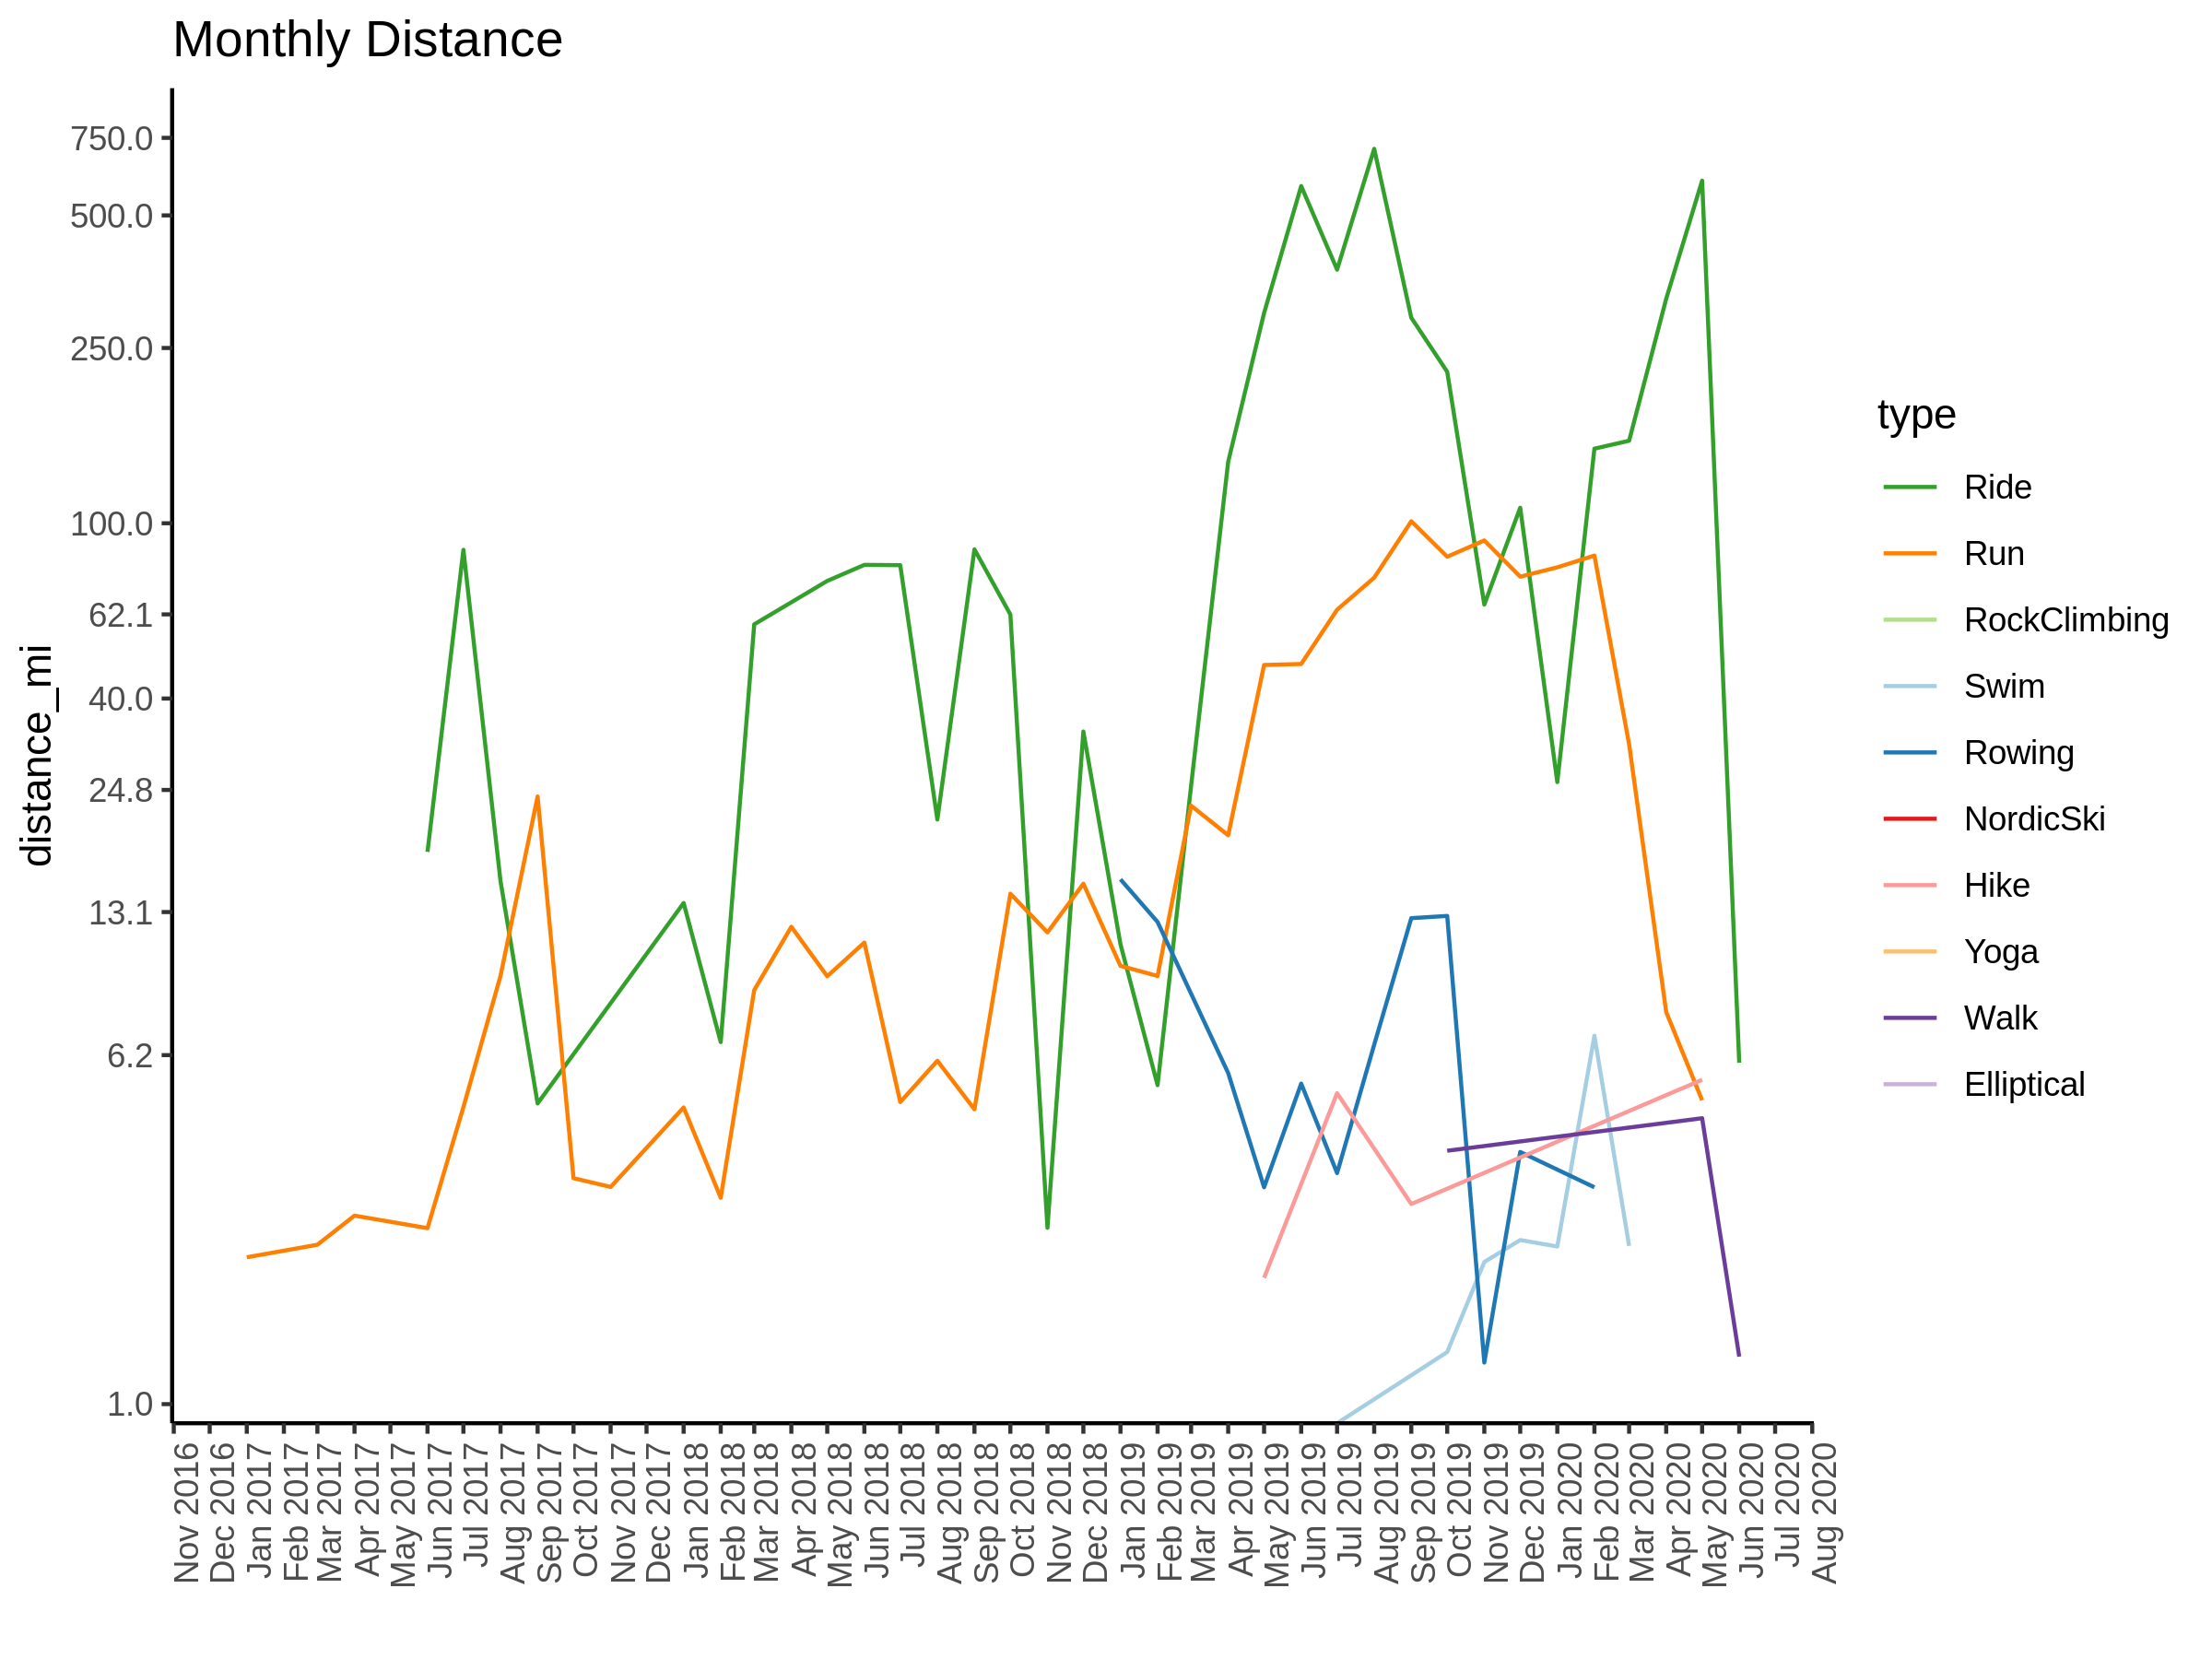 Monthly Distance
distance_mi
750.0
500.0
250.0
100.0
62.1
40.0
24.8
13.1
6.2
1.0
Nov 2016
Dec 2016
Jan 2017
Feb 2017
Mar 2017
Apr 2017
May 2017
Jun 2017
Jul 2017
Aug 2017
Sep 2017
Oct 2017
Nov 2017
Dec 2017
Jan 2018
Feb 2018
Mar 2018
Apr 2018
May 2018
Jun 2018
Jul 2018
Aug 2018
Sep 2018
Oct 2018
Nov 2018
Dec 2018
Jan 2019
Feb 2019
Mar 2019
Apr 2019
May 2019
Jun 2019
Jul 2019
Aug 2019
Sep 2019
Oct 2019
Nov 2019
Dec 2019
Jan 2020
Feb 2020
Mar 2020
Apr 2020
May 2020
Jun 2020
Jul 2020
Aug 2020
type
Ride
Run
RockClimbing
Swim
Rowing
NordicSki
Hike
Yoga
Walk
Elliptical